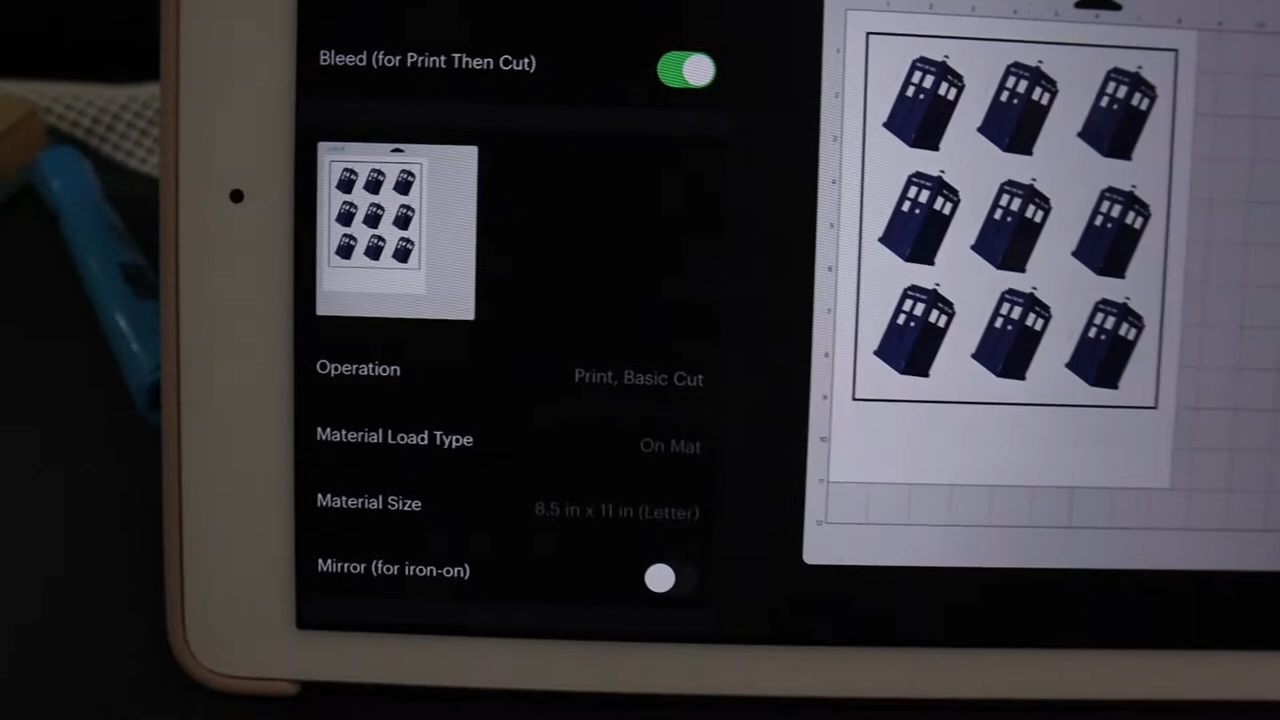 Bleed (for Print Then Cut)
Operation
Print, Basic Cut
Material Load Type
On Mat
Material Size
8.5 in x 11 in (Letter)
Mirror (for iron-on)